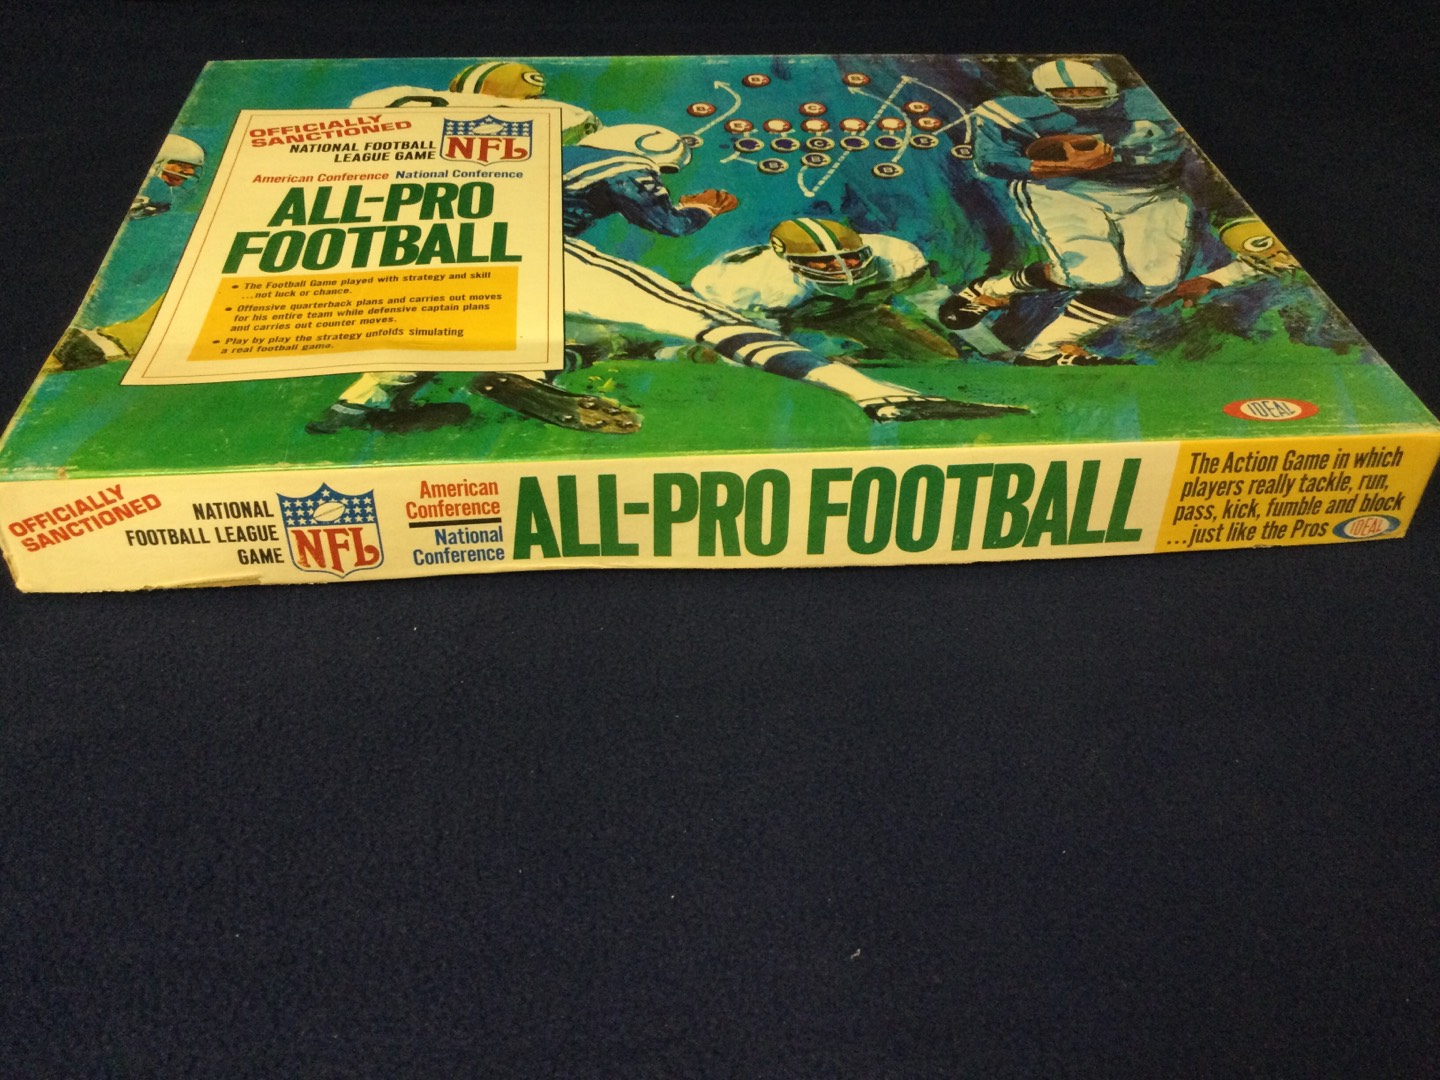 OFFICIALLY
SANCTIONED
NATIONAL FOOTBALL
LEAGUE GAME
NFL
American Conference National Conference
ALL-PRO
FOOTBALL
• The Football Game played with strategy and skill
...not luck or chance.
• Offensive quarterback plans and carries out moves
for his entire team while defensive captain plans
and carries out counter moves.
• Play by play the strategy unfolds simulating
a real football game.
IDEAL
OFFICIALLY
SANCTIONED
NATIONAL
FOOTBALL LEAGUE
GAME
NFL
American
Conference
National
Conference
ALL-PRO FOOTBALL
The Action Game in which
players really tackle, run,
pass, kick, fumble and block
...just like the Pros
IDEAL